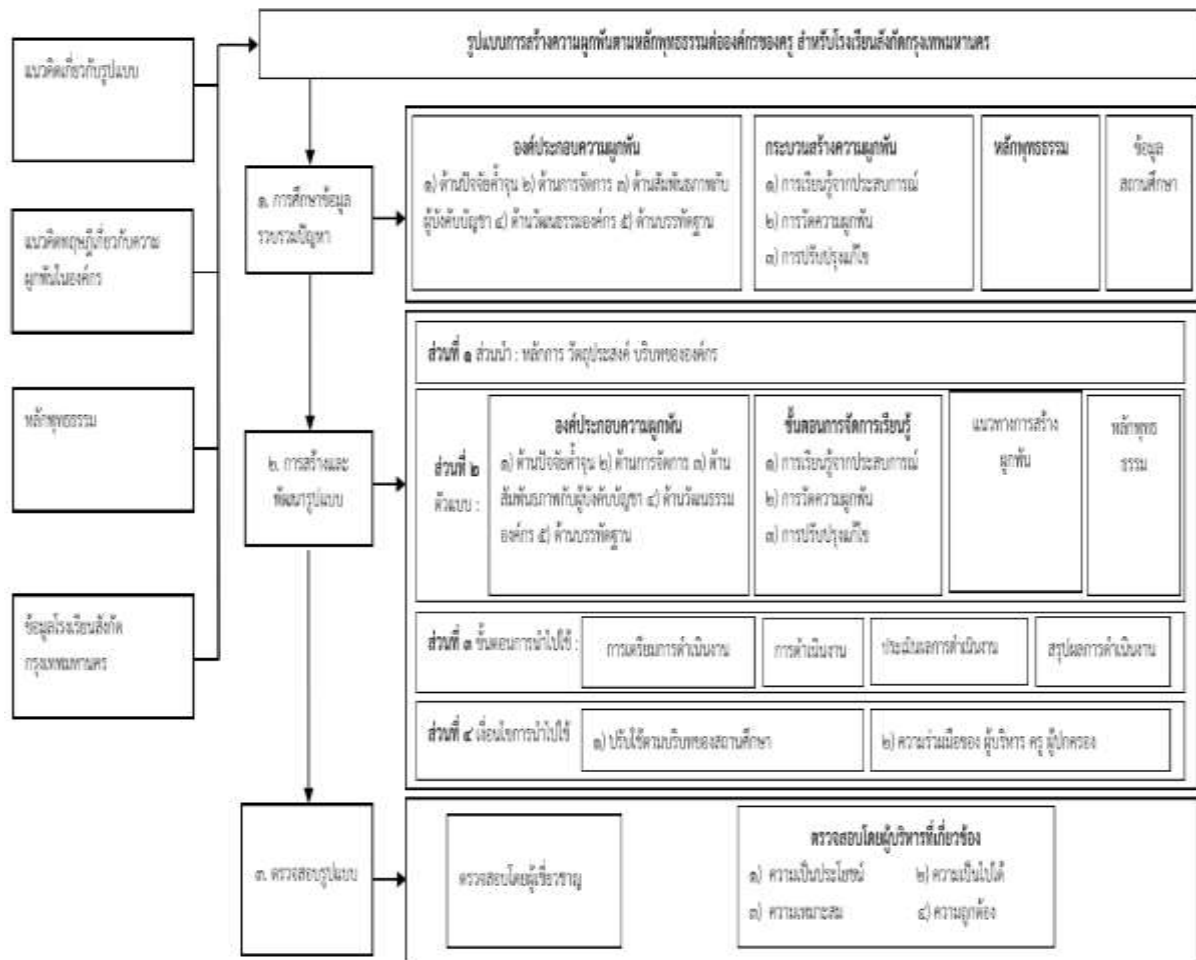 รูปแบบการสร้างความผูกพันตามหลักพุทธธรรมต่อองค์กรของครู สำหรับโรงเรียนสังกัดกรุงเทพมหานคร
แนวคิดเกี่ยวกับรูปแบบ
แนวคิดทฤษฎีเกี่ยวกับความ
ผูกพันในองค์กร
หลักพุทธธรรม
ข้อมูลโรงเรียนสังกัด
กรุงเทพมหานคร
๑. การศึกษาข้อมูล
รวบรวมปัญหา
องค์ประกอบความผูกพัน
๑) ด้านปัจจัยค้ำจุน ๒) ด้านการจัดการ ๓) ด้านสัมพันธภาพกับ
ผู้บังคับบัญชา ๔) ด้านวัฒนธรรมองค์กร ๕) ด้านบรรทัดฐาน
กระบวนสร้างความผูกพัน
๑) การเรียนรู้จากประสบการณ์
๒) การวัดความผูกพัน
๓) การปรับปรุงแก้ไข
หลักพุทธธรรม
ข้อมูล
สถานศึกษา
๒. การสร้างและ
พัฒนารูปแบบ
ส่วนที่ ๑ ส่วนนำ : หลักการ วัตถุประสงค์ บริบทขององค์กร
ส่วนที่ ๒
ตัวแบบ :
องค์ประกอบความผูกพัน
๑) ด้านปัจจัยค้ำจุน ๒) ด้านการจัดการ ๓) ด้าน
สัมพันธภาพกับผู้บังคับบัญชา ๔) ด้านวัฒนธรรม
องค์กร ๕) ด้านบรรทัดฐาน
ขั้นตอนการจัดการเรียนรู้
๑) การเรียนรู้จากประสบการณ์
๒) การวัดความผูกพัน
๓) การปรับปรุงแก้ไข
แนวทางการสร้าง
ผูกพัน
หลักพุทธ
ธรรม
ส่วนที่ ๓ ขั้นตอนการนำไปใช้ :
การเตรียมการดำเนินงาน
การดำเนินงาน
ประเมินผลการดำเนินงาน
สรุปผลการดำเนินงาน
ส่วนที่ ๔ เงื่อนไขการนำไปใช้
๑) ปรับใช้ตามบริบทของสถานศึกษา
๒) ความร่วมมือของ ผู้บริหาร ครู ผู้ปกครอง
๓. ตรวจสอบรูปแบบ
ตรวจสอบโดยผู้เชี่ยวชาญ
ตรวจสอบโดยผู้บริหารที่เกี่ยวข้อง
๑) ความเป็นประโยชน์ ๒) ความเป็นไปได้
๓) ความเหมาะสม ๔) ความถูกต้อง